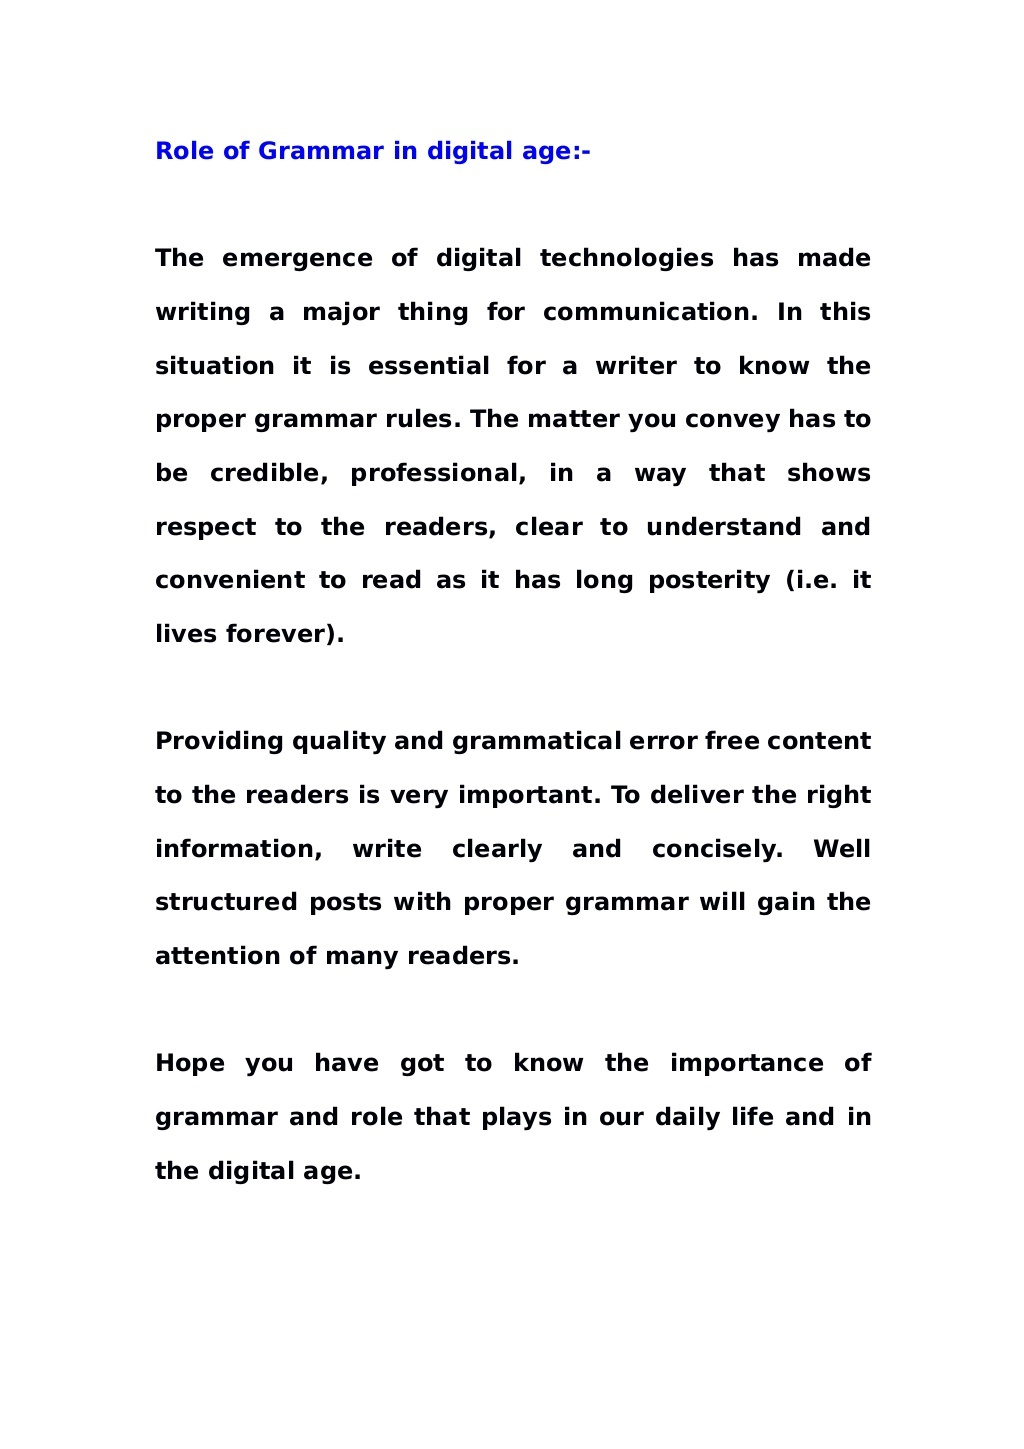 Role of Grammar in digital age:-
The emergence of digital technologies has made
writing a major thing for communication. In this
situation it is essential for a writer to know the
proper grammar rules. The matter you convey has to
be credible, professional, in a way that shows
respect to the readers, clear to understand and
convenient to read as it has long posterity (i.e. it
lives forever).
Providing quality and grammatical error free content
to the readers is very important. To deliver the right
information, write clearly and concisely. Well
structured posts with proper grammar will gain the
attention of many readers.
Hope you have got to know the importance of
grammar and role that plays in our daily life and in
the digital age.